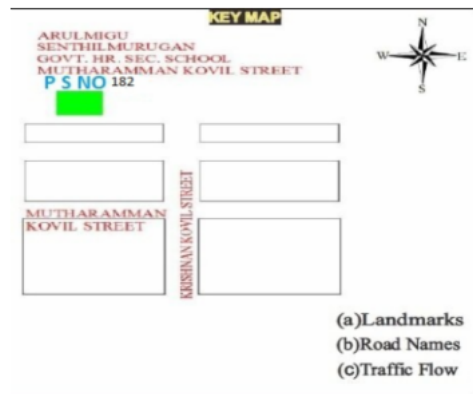 KEY MAP
ARULMIGU
SENTHILMURUGAN
GOVT. HR. SEC. SCHOOL
MUTHARAMMAN KOVIL STREET
P S NO 182
N
W
E
S
MUTHARAMMAN
KOVIL STREET
KRISHNAN KOVIL STREET
(a)Landmarks
(b)Road Names
(c)Traffic Flow